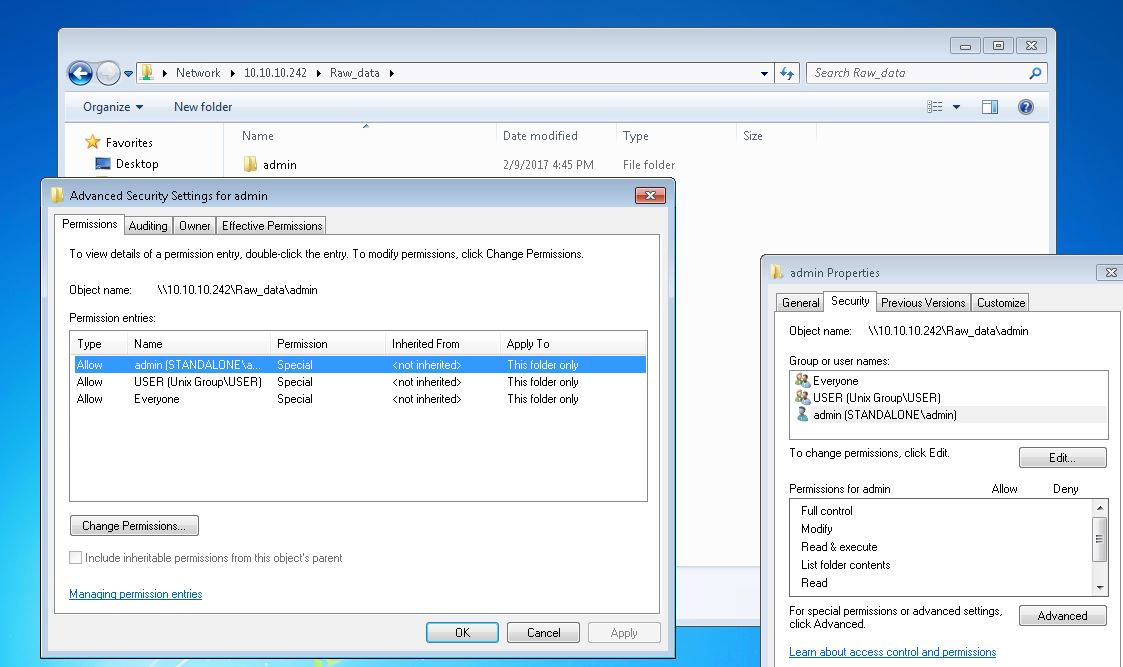 Network 10.10.10.242 Raw_data
Search Raw_data
Organize New folder
Name Date modified Type Size
Favorites
Desktop
admin 2/9/2017 4:45 PM File folder
Advanced Security Settings for admin
Permissions Auditing Owner Effective Permissions
To view details of a permission entry, double-click the entry. To modify permissions, click Change Permissions.
Object name: \\10.10.10.242\Raw_data\admin
Permission entries:
Type Name Permission Inherited From Apply To
Allow admin (STANDALONE\a... Special <not inherited> This folder only
Allow USER (Unix Group\USER) Special <not inherited> This folder only
Allow Everyone Special <not inherited> This folder only
Change Permissions...
Include inheritable permissions from this object's parent
Managing permission entries
OK Cancel Apply
admin Properties
General Security Previous Versions Customize
Object name: \\10.10.10.242\Raw_data\admin
Group or user names:
Everyone
USER (Unix Group\USER)
admin (STANDALONE\admin)
To change permissions, click Edit.
Edit...
Permissions for admin Allow Deny
Full control
Modify
Read & execute
List folder contents
Read
For special permissions or advanced settings,
click Advanced.
Advanced
Learn about access control and permissions